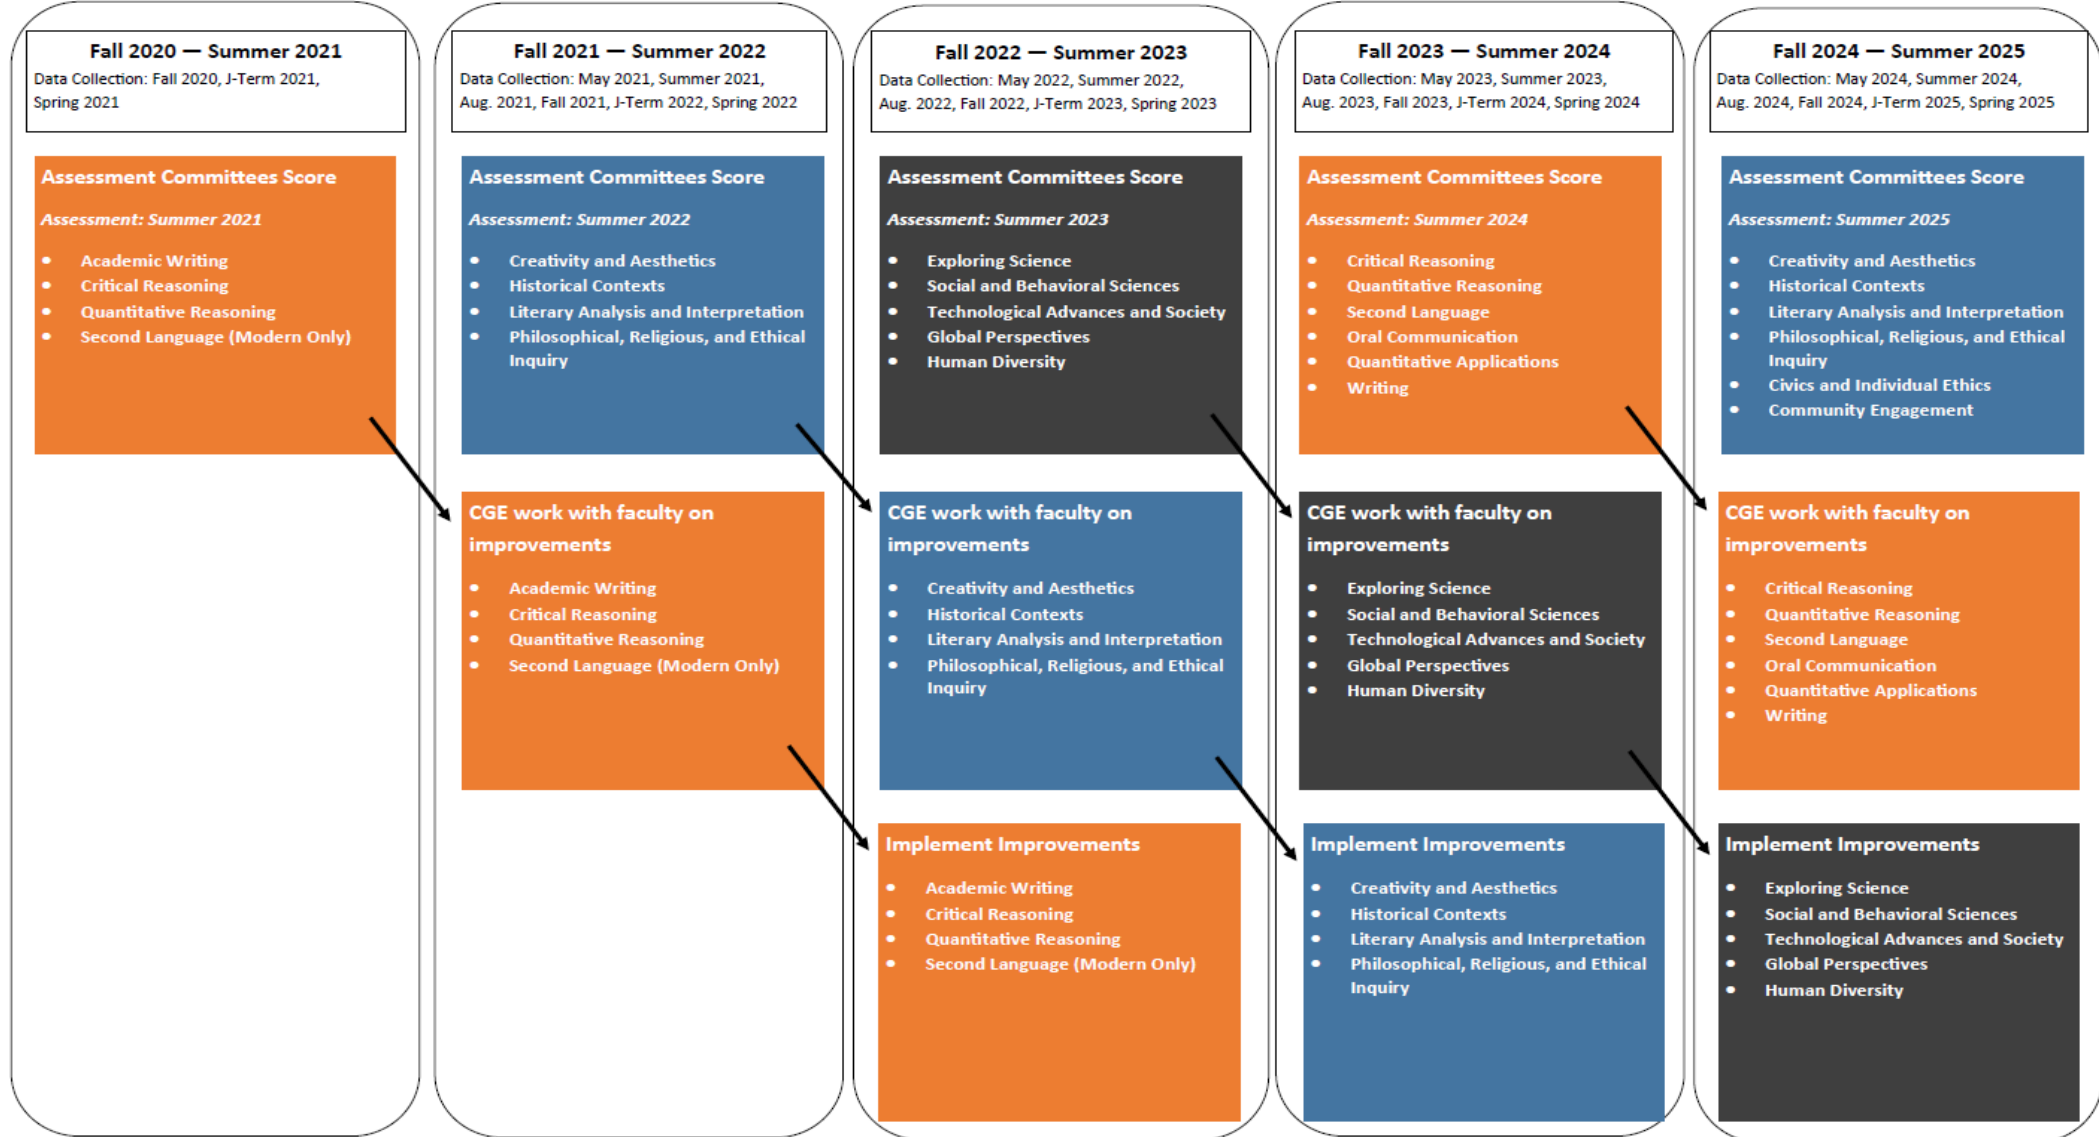 Fall 2020 — Summer 2021
Data Collection: Fall 2020, J-Term 2021,
Spring 2021
Assessment Committees Score
Assessment: Summer 2021
• Academic Writing
• Critical Reasoning
• Quantitative Reasoning
• Second Language (Modern Only)
Fall 2021 — Summer 2022
Data Collection: May 2021, Summer 2021,
Aug. 2021, Fall 2021, J-Term 2022, Spring 2022
Assessment Committees Score
Assessment: Summer 2022
• Creativity and Aesthetics
• Historical Contexts
• Literary Analysis and Interpretation
• Philosophical, Religious, and Ethical
Inquiry
CGE work with faculty on
improvements
• Academic Writing
• Critical Reasoning
• Quantitative Reasoning
• Second Language (Modern Only)
Fall 2022 — Summer 2023
Data Collection: May 2022, Summer 2022,
Aug. 2022, Fall 2022, J-Term 2023, Spring 2023
Assessment Committees Score
Assessment: Summer 2023
• Exploring Science
• Social and Behavioral Sciences
• Technological Advances and Society
• Global Perspectives
• Human Diversity
CGE work with faculty on
improvements
• Creativity and Aesthetics
• Historical Contexts
• Literary Analysis and Interpretation
• Philosophical, Religious, and Ethical
Inquiry
Implement Improvements
• Academic Writing
• Critical Reasoning
• Quantitative Reasoning
• Second Language (Modern Only)
Fall 2023 — Summer 2024
Data Collection: May 2023, Summer 2023,
Aug. 2023, Fall 2023, J-Term 2024, Spring 2024
Assessment Committees Score
Assessment: Summer 2024
• Critical Reasoning
• Quantitative Reasoning
• Second Language
• Oral Communication
• Quantitative Applications
• Writing
CGE work with faculty on
improvements
• Exploring Science
• Social and Behavioral Sciences
• Technological Advances and Society
• Global Perspectives
• Human Diversity
Implement Improvements
• Creativity and Aesthetics
• Historical Contexts
• Literary Analysis and Interpretation
• Philosophical, Religious, and Ethical
Inquiry
Fall 2024 — Summer 2025
Data Collection: May 2024, Summer 2024,
Aug. 2024, Fall 2024, J-Term 2025, Spring 2025
Assessment Committees Score
Assessment: Summer 2025
• Creativity and Aesthetics
• Historical Contexts
• Literary Analysis and Interpretation
• Philosophical, Religious, and Ethical
Inquiry
• Civics and Individual Ethics
• Community Engagement
CGE work with faculty on
improvements
• Critical Reasoning
• Quantitative Reasoning
• Second Language
• Oral Communication
• Quantitative Applications
• Writing
Implement Improvements
• Exploring Science
• Social and Behavioral Sciences
• Technological Advances and Society
• Global Perspectives
• Human Diversity